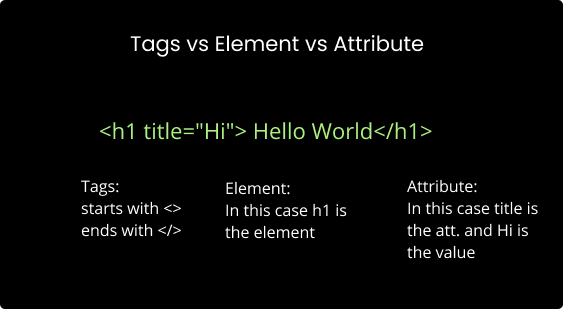 Tags vs Element vs Attribute
<h1 title="Hi"> Hello World</h1>
Tags:
starts with <>
ends with </>
Element:
In this case h1 is
the element
Attribute:
In this case title is
the att. and Hi is
the value